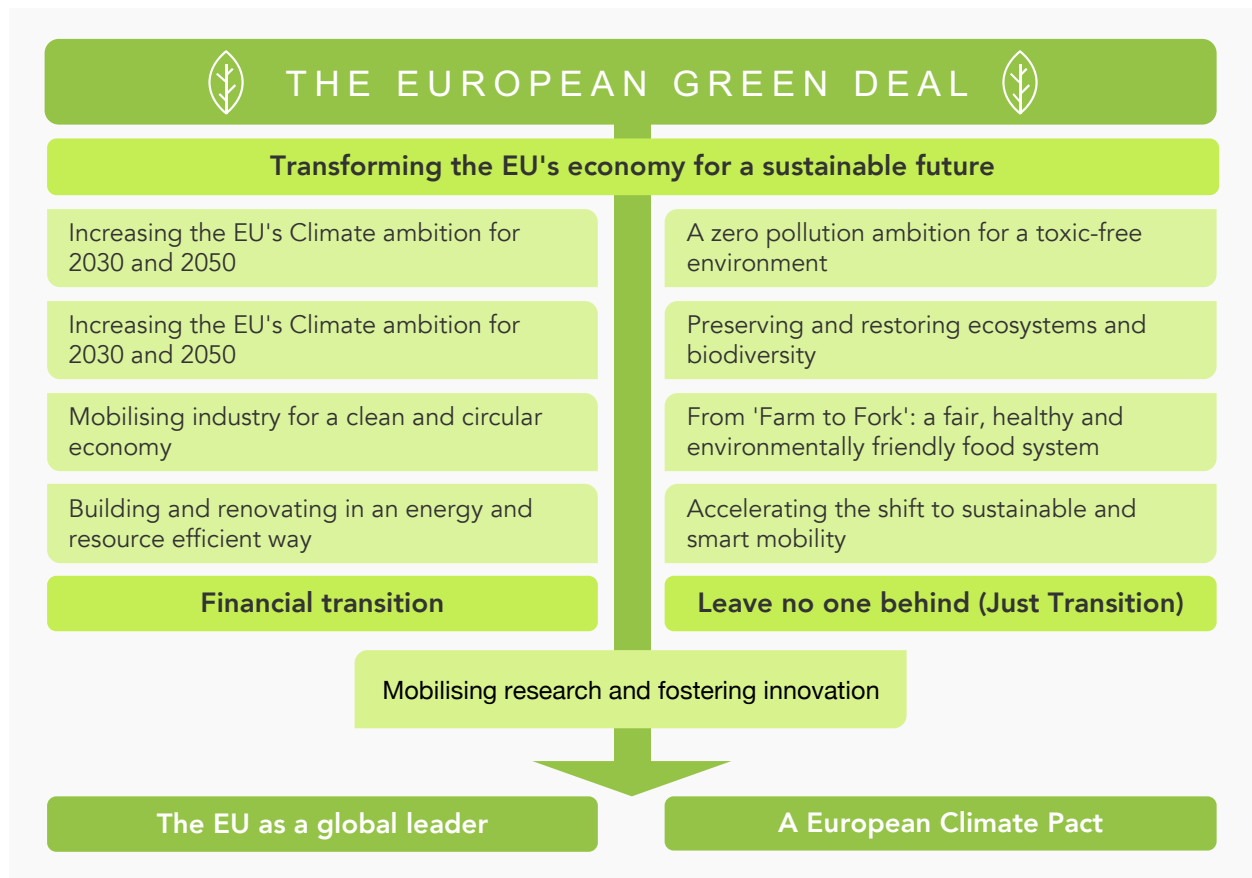 THE EUROPEAN GREEN DEAL
Transforming the EU's economy for a sustainable future
Increasing the EU's Climate ambition for
2030 and 2050
Increasing the EU's Climate ambition for
2030 and 2050
Mobilising industry for a clean and circular
economy
Building and renovating in an energy and
resource efficient way
Financial transition
A zero pollution ambition for a toxic-free
environment
Preserving and restoring ecosystems and
biodiversity
From 'Farm to Fork': a fair, healthy and
environmentally friendly food system
Accelerating the shift to sustainable and
smart mobility
Leave no one behind (Just Transition)
Mobilising research and fostering innovation
The EU as a global leader
A European Climate Pact